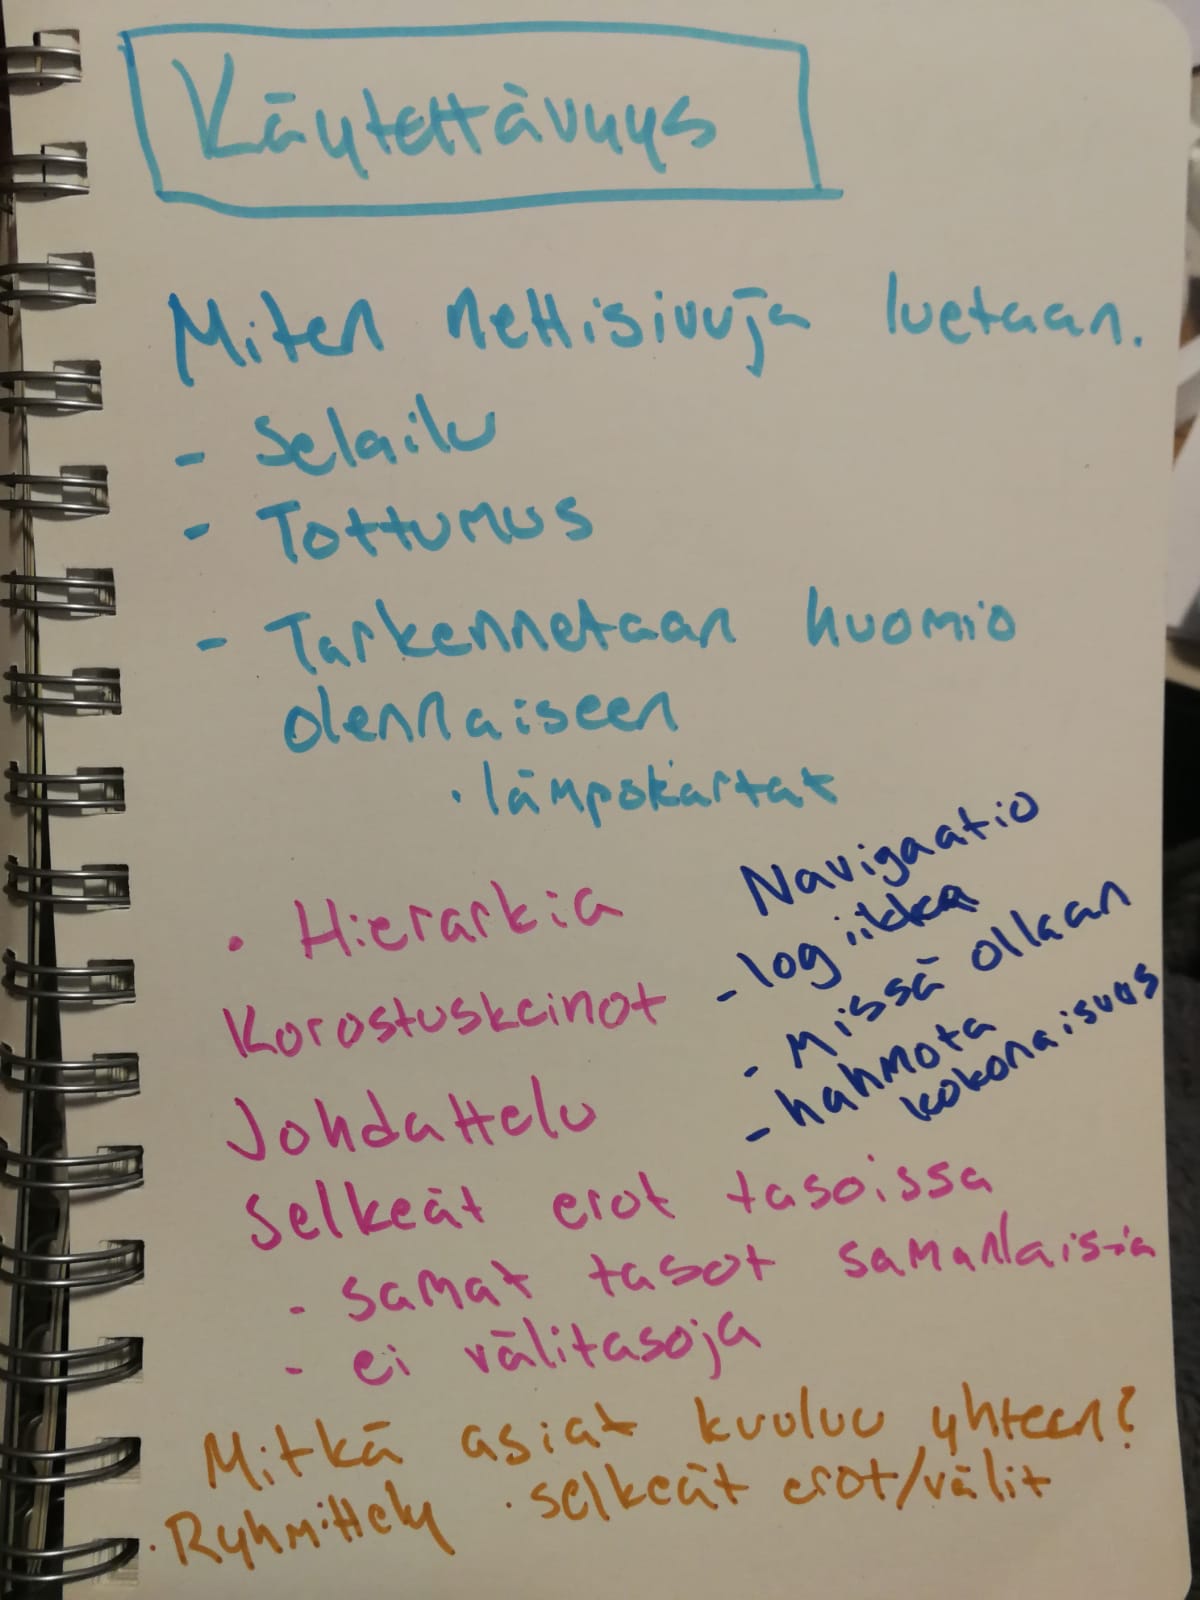 Käytettävyys
Miten nettisivuja luetaan.
- Selailu
- Tottumus
- Tarkennetaan huomio
olennaiseen
· lämpökartat
· Hierarkia
Korostuskeinot
Johdattelu
Navigaatio
- logiikka
- missä ollaan
- hahmota
kokonaisuus
Selkeät erot tasoissa
- samat tasot samanlaisia
- ei välitasoja
Mitkä asiat kuuluu yhteen?
· Ryhmittely · selkeät erot/välit